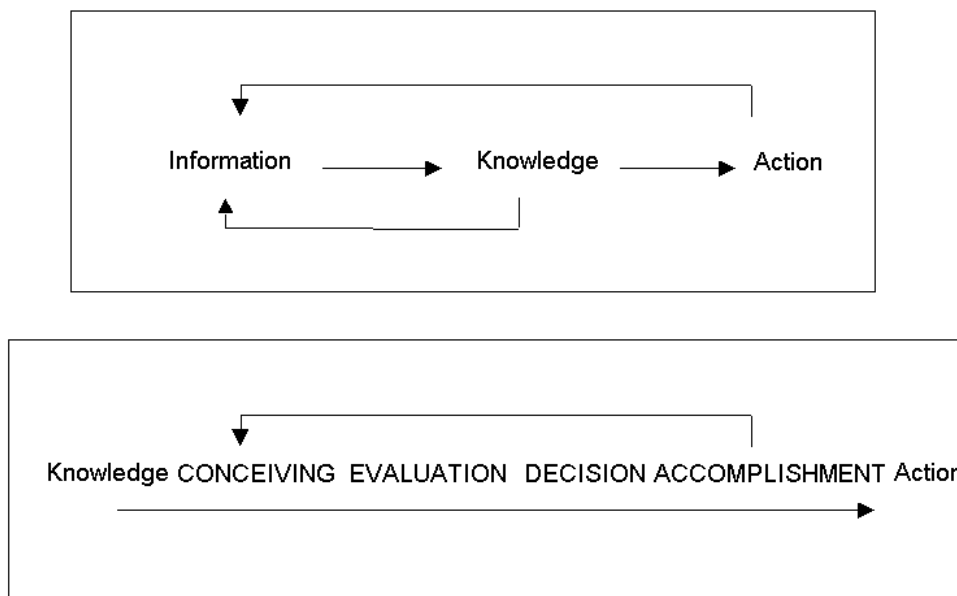 Information Knowledge Action
Knowledge CONCEIVING EVALUATION DECISION ACCOMPLISHMENT Action